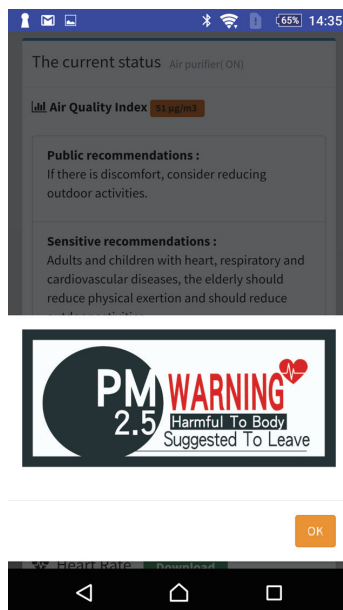 65% 14:35
The current status Air purifier( ON)
Air Quality Index 51 μg/m3
Public recommendations :
If there is discomfort, consider reducing
outdoor activities.
Sensitive recommendations :
Adults and children with heart, respiratory and
cardiovascular diseases, the elderly should
reduce physical exertion and should reduce
outdoor activities.
PM
2.5
WARNING
Harmful To Body
Suggested To Leave
OK
Heart Rate Download